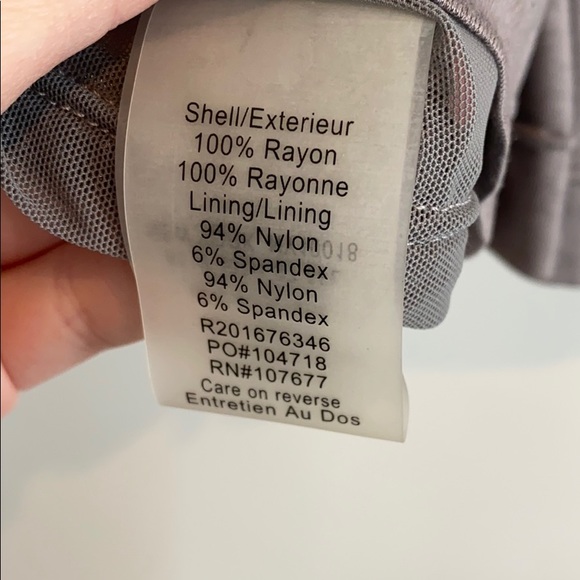 Shell/Exterieur
100% Rayon
100% Rayonne
Lining/Lining
94% Nylon
6% Spandex
94% Nylon
6% Spandex
R201676346
PO#104718
RN#107677
Care on reverse
Entretien Au Dos